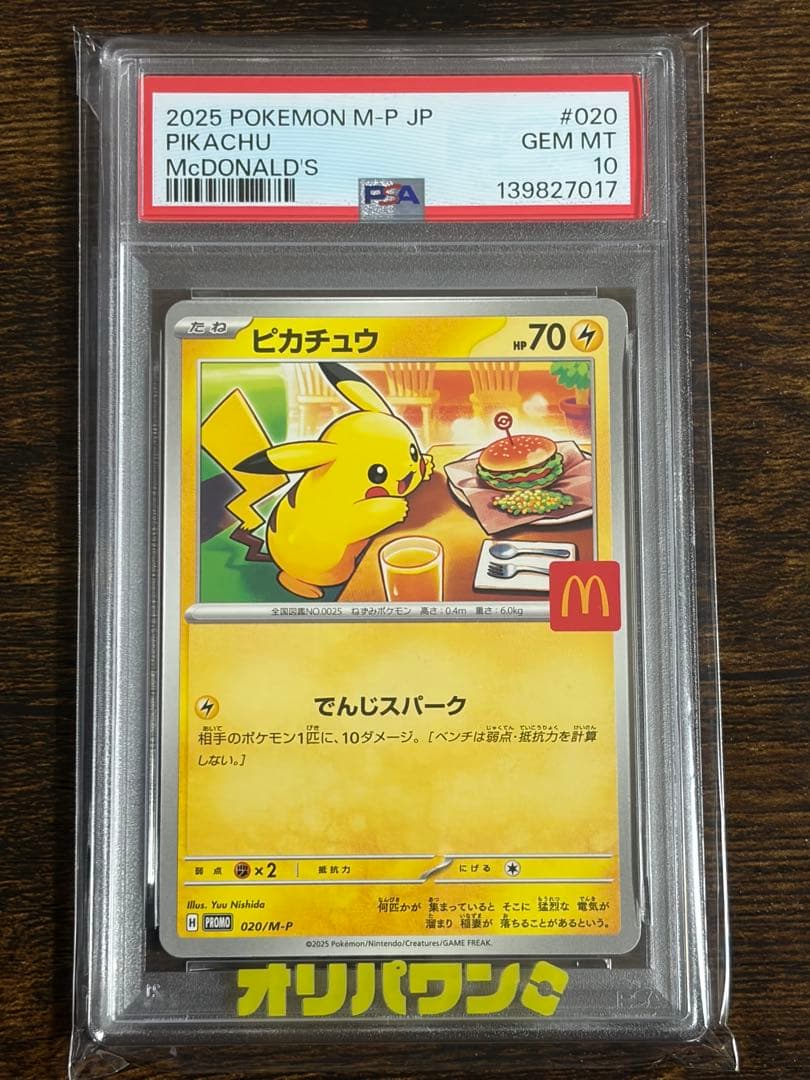 2025 POKEMON M-P JP #020
PIKACHU GEM MT
McDONALD'S 10
139827017
PSA
たね ピカチュウ HP70
M
全国図鑑NO.0025 ねずみポケモン 高さ:0.4m 重さ:6.0kg
でんじスパーク
相手のポケモン1匹に、10ダメージ。[ベンチは弱点・抵抗力を計算
しない。]
弱点 ×2 抵抗力 にげる
Illus. Yuu Nishida
H PROMO 020/M-P
何匹かが 集まっていると そこに 猛烈な 電気が
溜まり 稲妻が 落ちることがあるという。
©2025 Pokémon/Nintendo/Creatures/GAME FREAK.
オリパワン